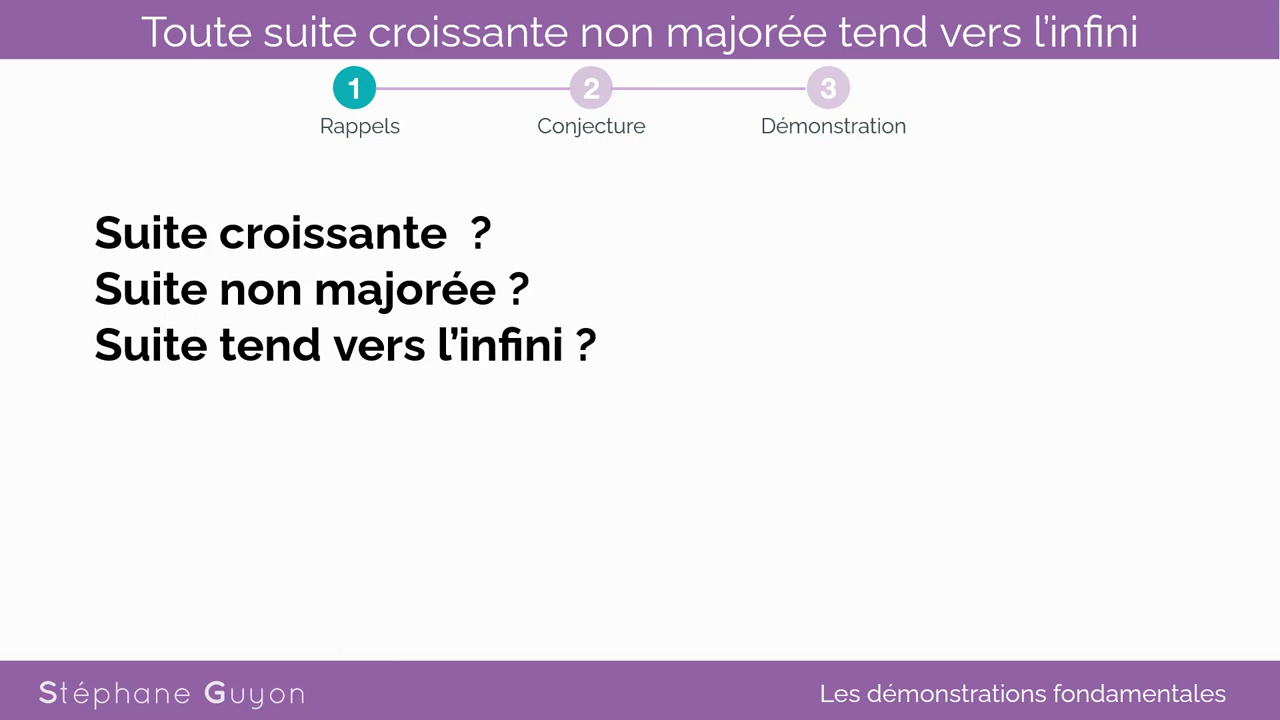 Toute suite croissante non majorée tend vers l’infini
1 2 3
Rappels Conjecture Démonstration
Suite croissante ?
Suite non majorée ?
Suite tend vers l’infini ?
Stéphane Guyon
Les démonstrations fondamentales